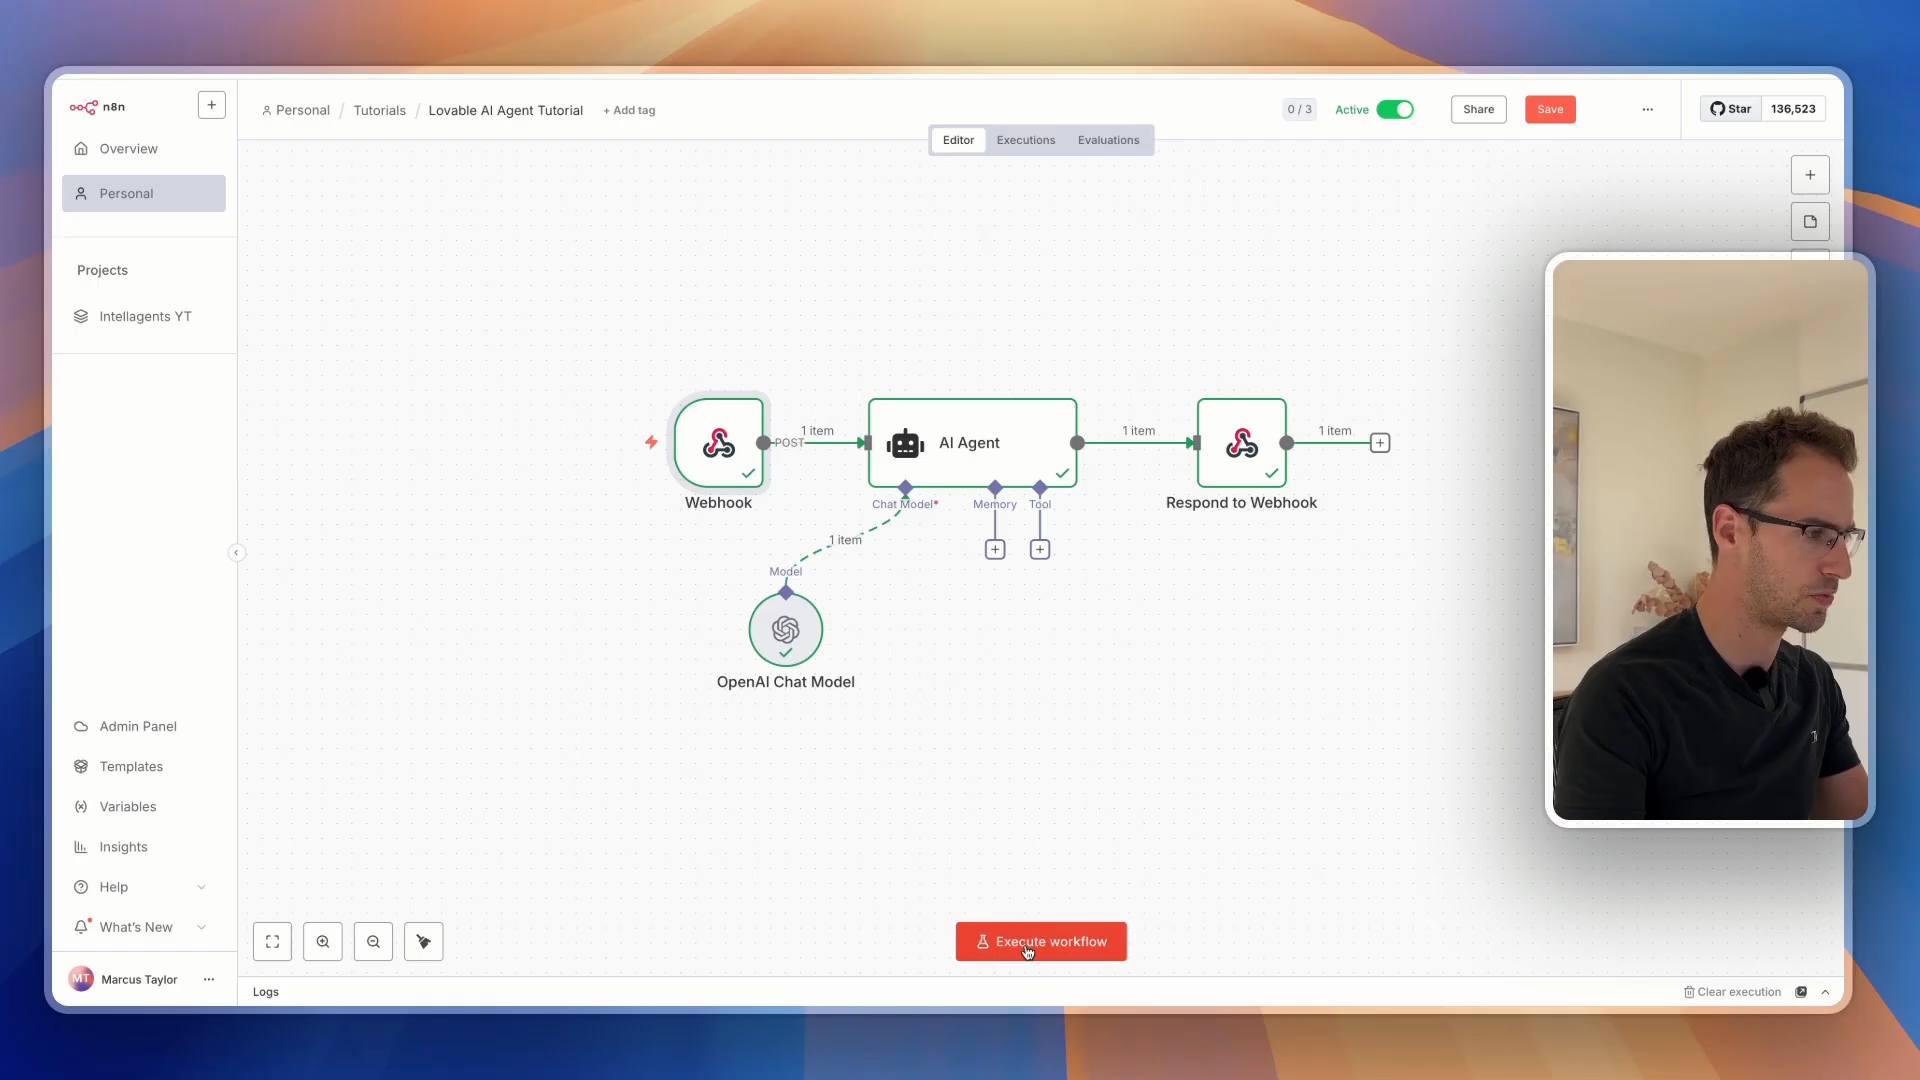 n8n
Personal / Tutorials / Lovable AI Agent Tutorial + Add tag
0 / 3
Active
Share
Save
Star 136,523
Editor Executions Evaluations
Overview
Personal
Projects
Intellagents YT
POST
1 item
AI Agent
1 item
1 item
Webhook
Chat Model*
Memory
Tool
Respond to Webhook
1 item
Model
OpenAI Chat Model
Admin Panel
Templates
Variables
Insights
Help
What's New
Execute workflow
MT Marcus Taylor
Logs
Clear execution